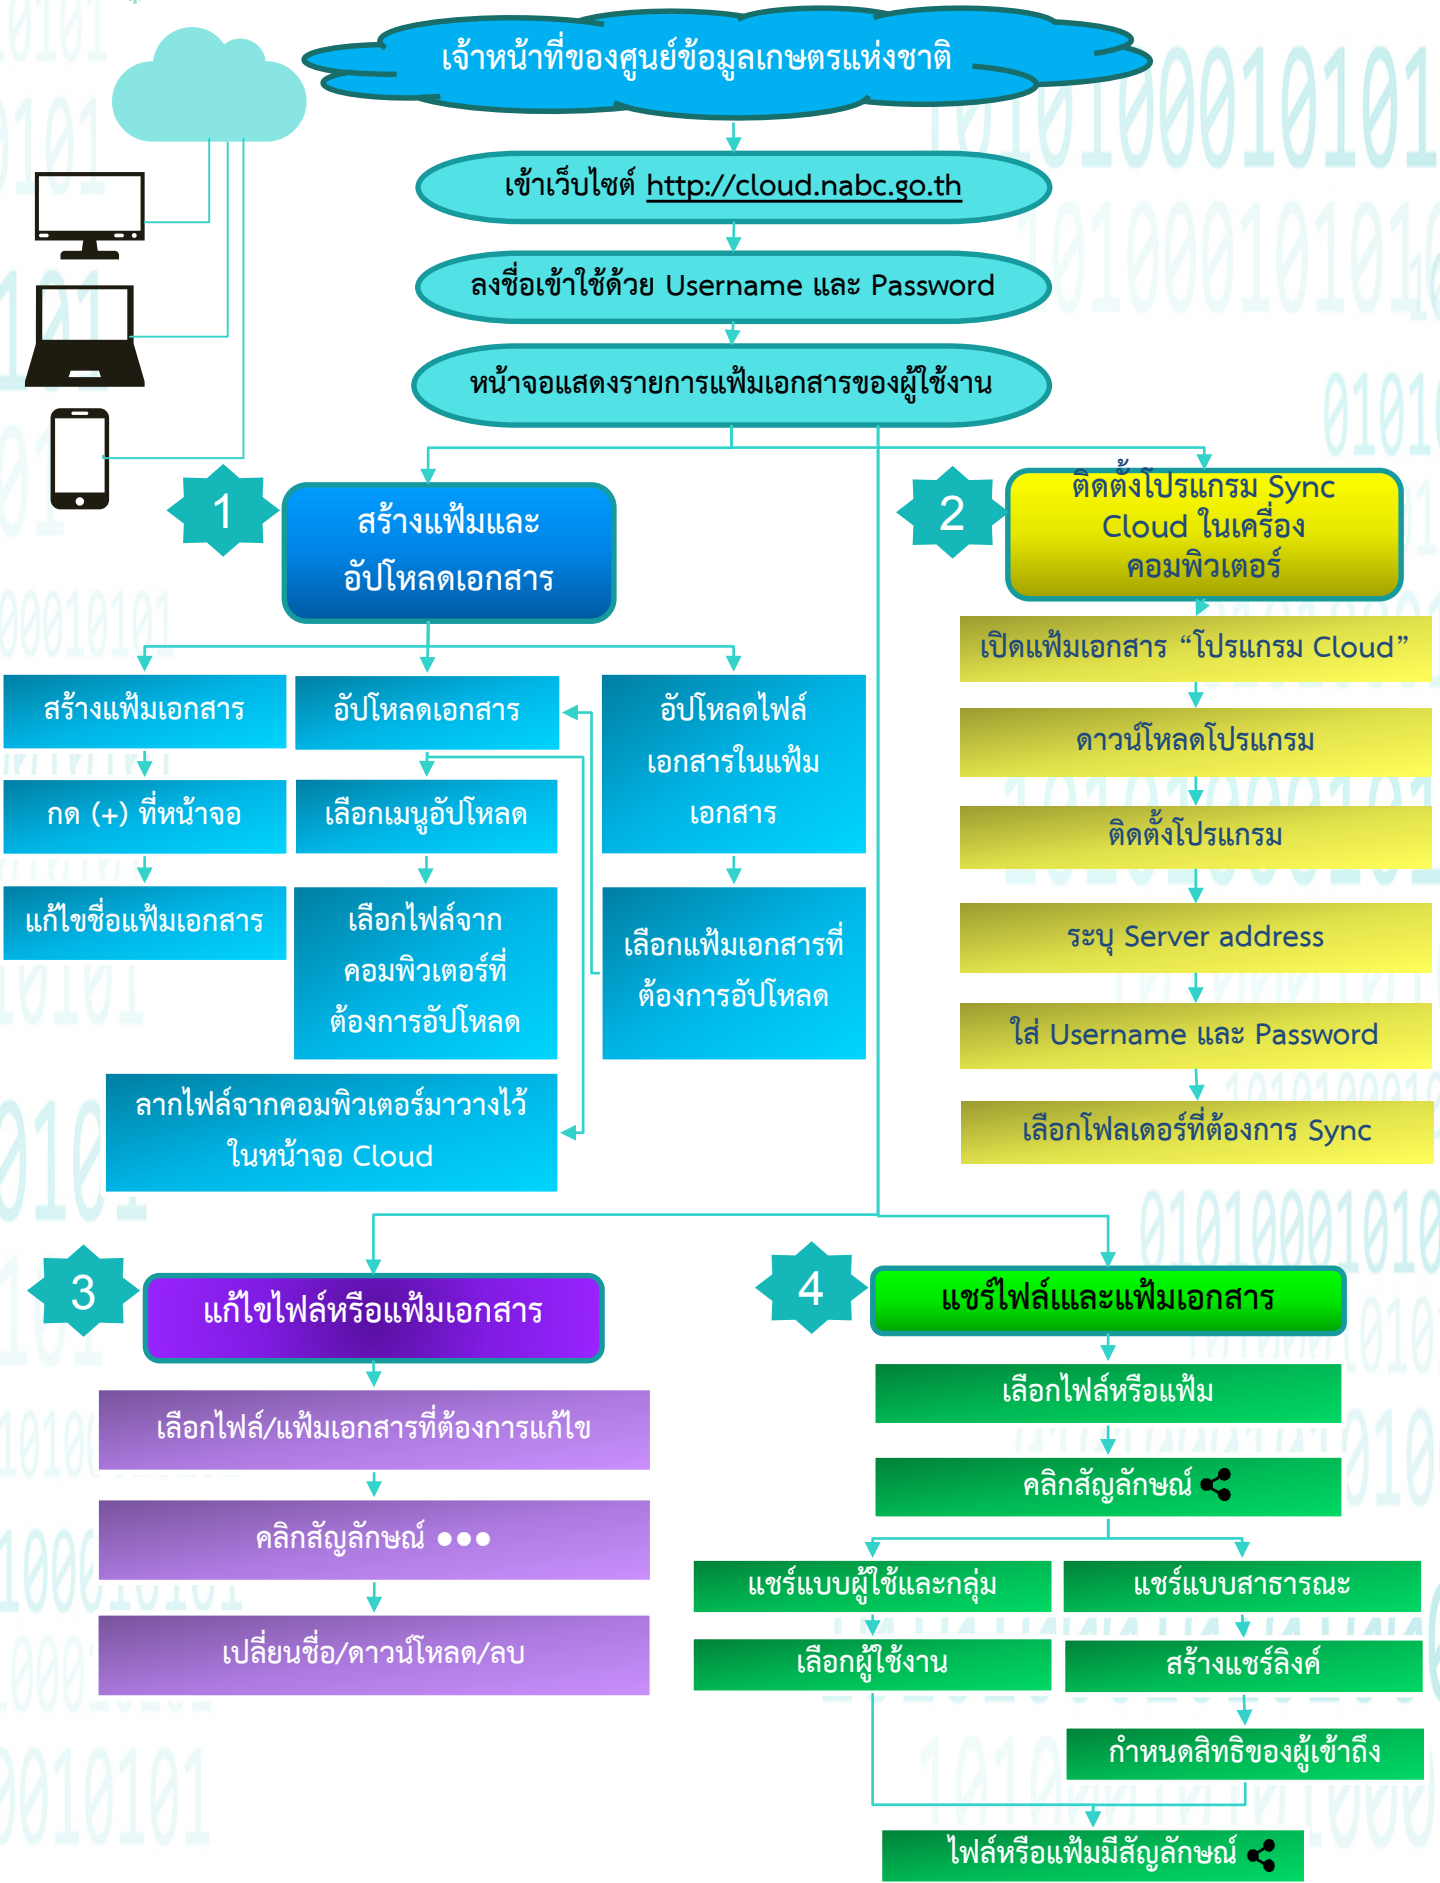 เจ้าหน้าที่ของศูนย์ข้อมูลเกษตรแห่งชาติ
เข้าเว็บไซต์ http://cloud.nabc.go.th
ลงชื่อเข้าใช้ด้วย Username และ Password
หน้าจอแสดงรายการแฟ้มเอกสารของผู้ใช้งาน
1
สร้างแฟ้มและ
อัปโหลดเอกสาร
สร้างแฟ้มเอกสาร
กด (+) ที่หน้าจอ
แก้ไขชื่อแฟ้มเอกสาร
อัปโหลดเอกสาร
เลือกเมนูอัปโหลด
เลือกไฟล์จาก
คอมพิวเตอร์ที่
ต้องการอัปโหลด
อัปโหลดไฟล์
เอกสารในแฟ้ม
เอกสาร
เลือกแฟ้มเอกสารที่
ต้องการอัปโหลด
ลากไฟล์จากคอมพิวเตอร์มาวางไว้
ในหน้าจอ Cloud
2
ติดตั้งโปรแกรม Sync
Cloud ในเครื่อง
คอมพิวเตอร์
เปิดแฟ้มเอกสาร “โปรแกรม Cloud”
ดาวน์โหลดโปรแกรม
ติดตั้งโปรแกรม
ระบุ Server address
ใส่ Username และ Password
เลือกโฟลเดอร์ที่ต้องการ Sync
3
แก้ไขไฟล์หรือแฟ้มเอกสาร
เลือกไฟล์/แฟ้มเอกสารที่ต้องการแก้ไข
คลิกสัญลักษณ์ ●●●
เปลี่ยนชื่อ/ดาวน์โหลด/ลบ
4
แชร์ไฟล์และแฟ้มเอกสาร
เลือกไฟล์หรือแฟ้ม
คลิกสัญลักษณ์
แชร์แบบผู้ใช้และกลุ่ม
เลือกผู้ใช้งาน
แชร์แบบสาธารณะ
สร้างแชร์ลิงค์
กำหนดสิทธิของผู้เข้าถึง
ไฟล์หรือแฟ้มมีสัญลักษณ์